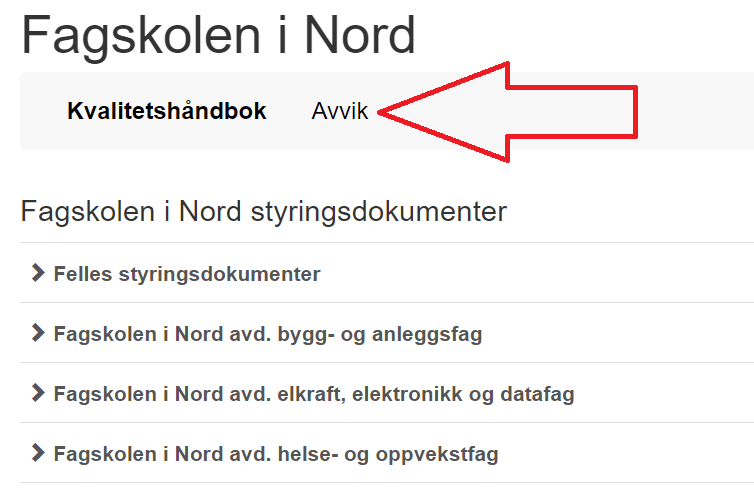 Fagskolen i Nord
Kvalitetshåndbok Avvik
Fagskolen i Nord styringsdokumenter
Felles styringsdokumenter
Fagskolen i Nord avd. bygg- og anleggsfag
Fagskolen i Nord avd. elkraft, elektronikk og datafag
Fagskolen i Nord avd. helse- og oppvekstfag